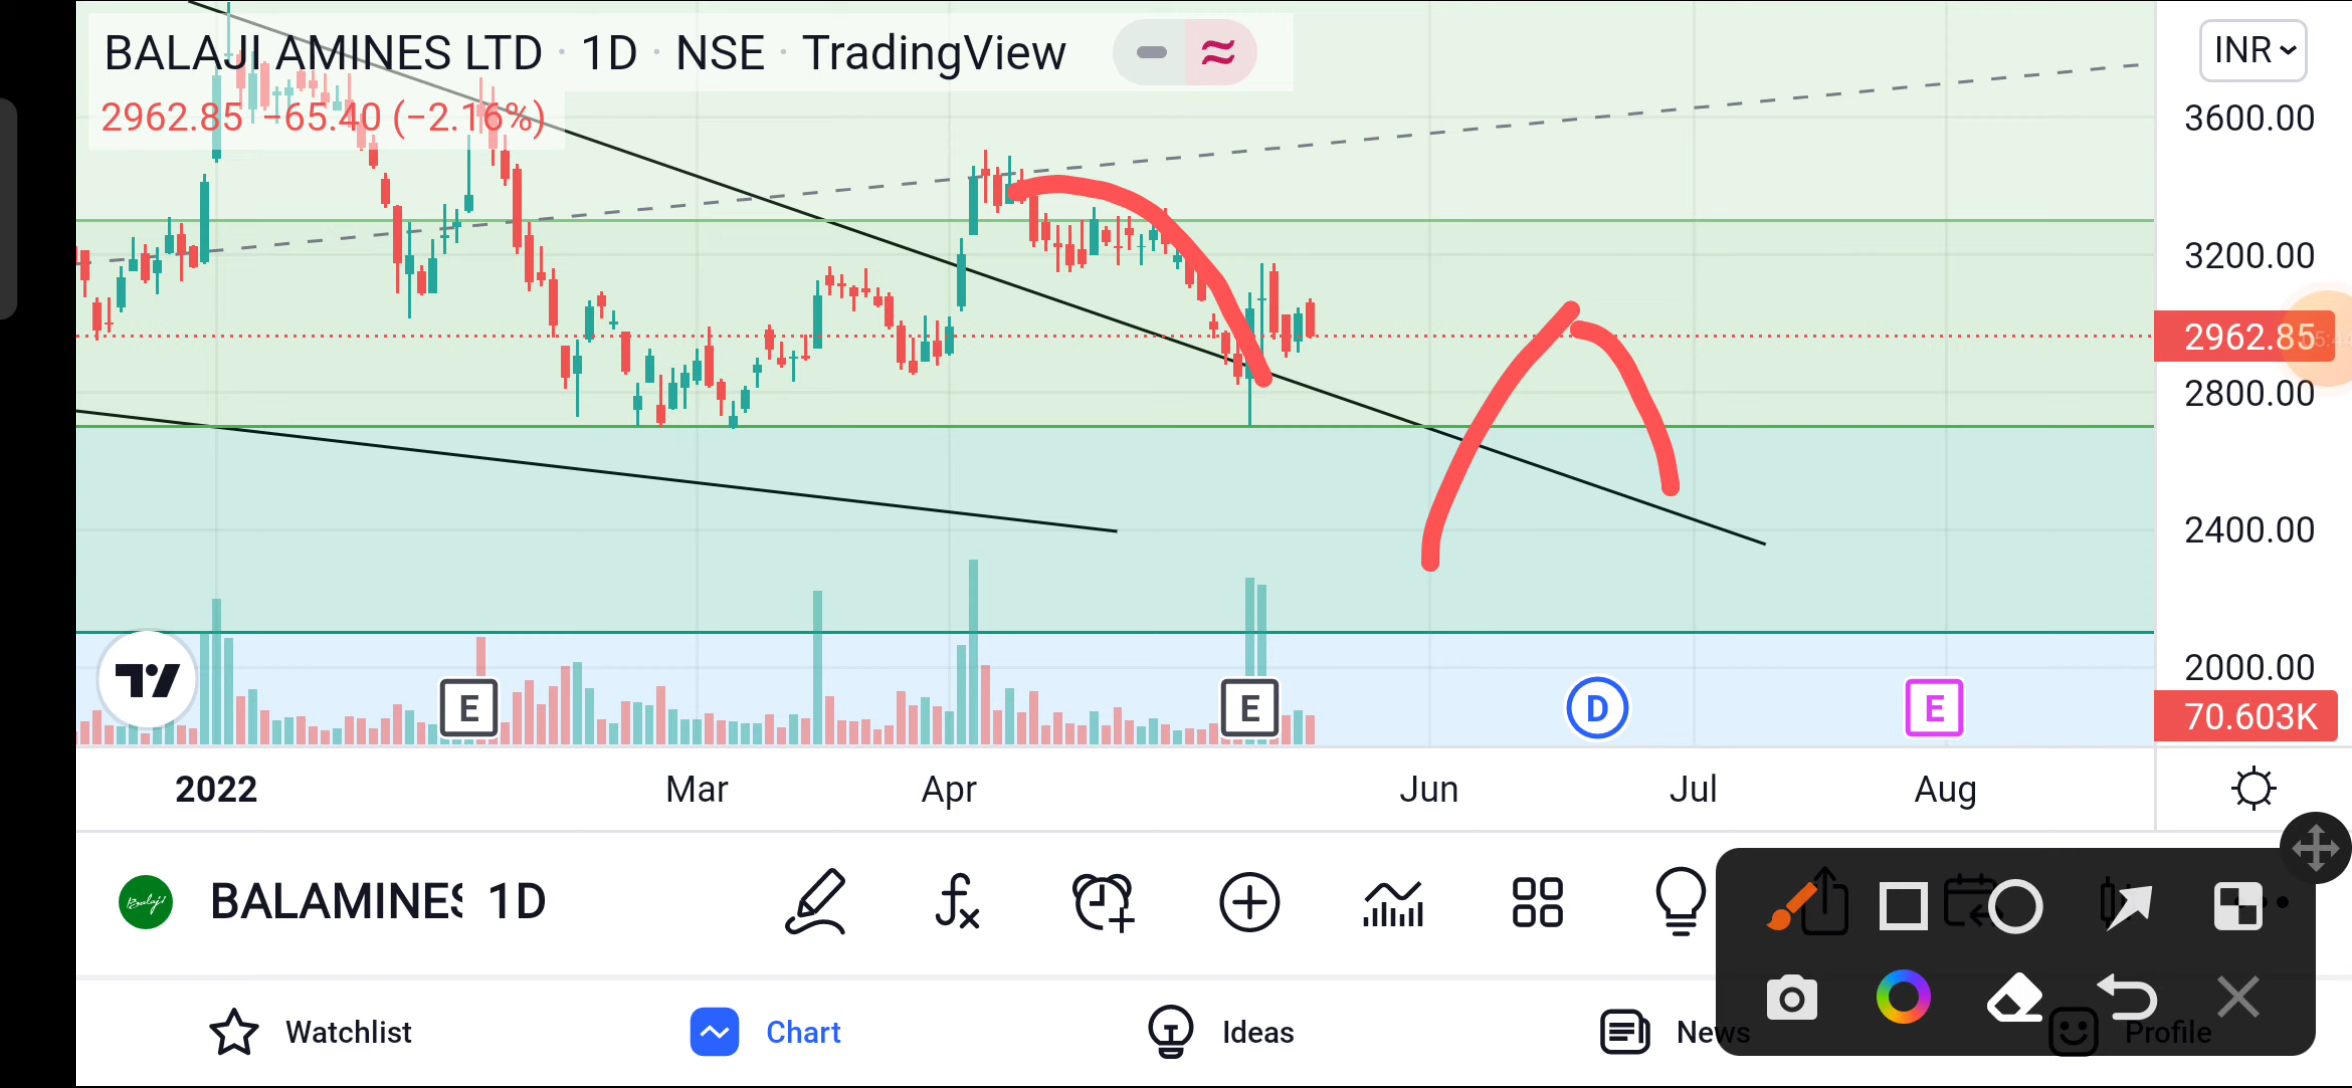 BALAJI AMINES LTD · 1D · NSE · TradingView
INR
2962.85 −65.40 (−2.16%)
3600.00
3200.00
2962.85
2800.00
2400.00
2000.00
E
E
D
E
70.603K
2022 Mar Apr Jun Jul Aug
BALAMINES 1D
Watchlist
Chart
Ideas
News
Profile